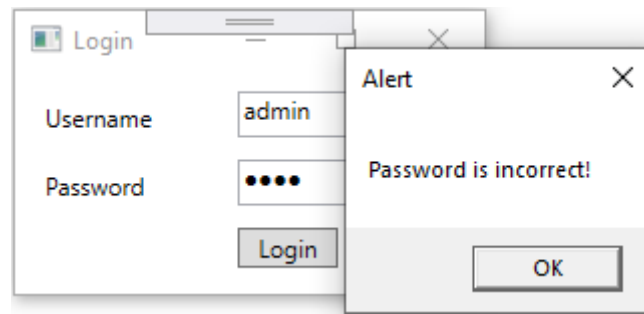 Login
Username
admin
Password
••••
Login
Alert
Password is incorrect!
OK